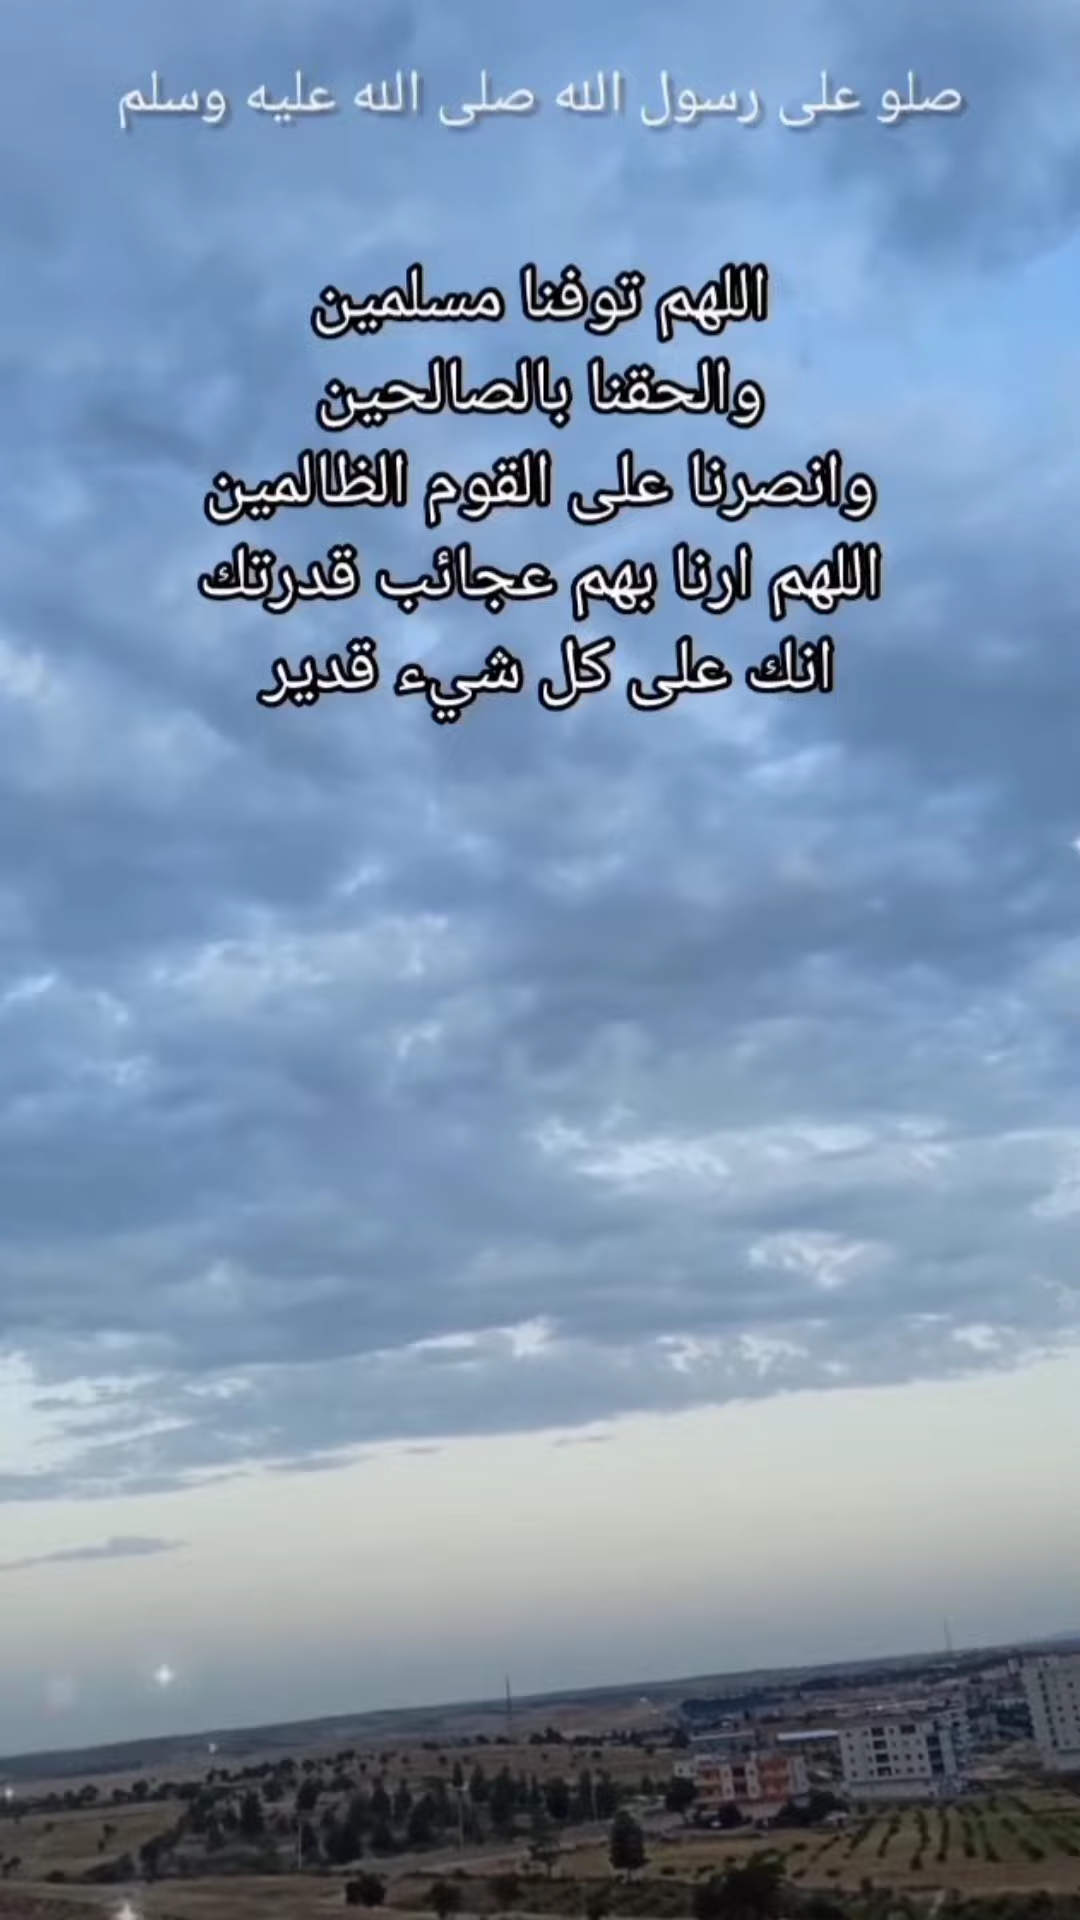 صلو على رسول الله صلى الله عليه وسلم
اللهم توفنا مسلمين
والحقنا بالصالحين
وانصرنا على القوم الظالمين
اللهم ارنا بهم عجائب قدرتك
انك على كل شيء قدير